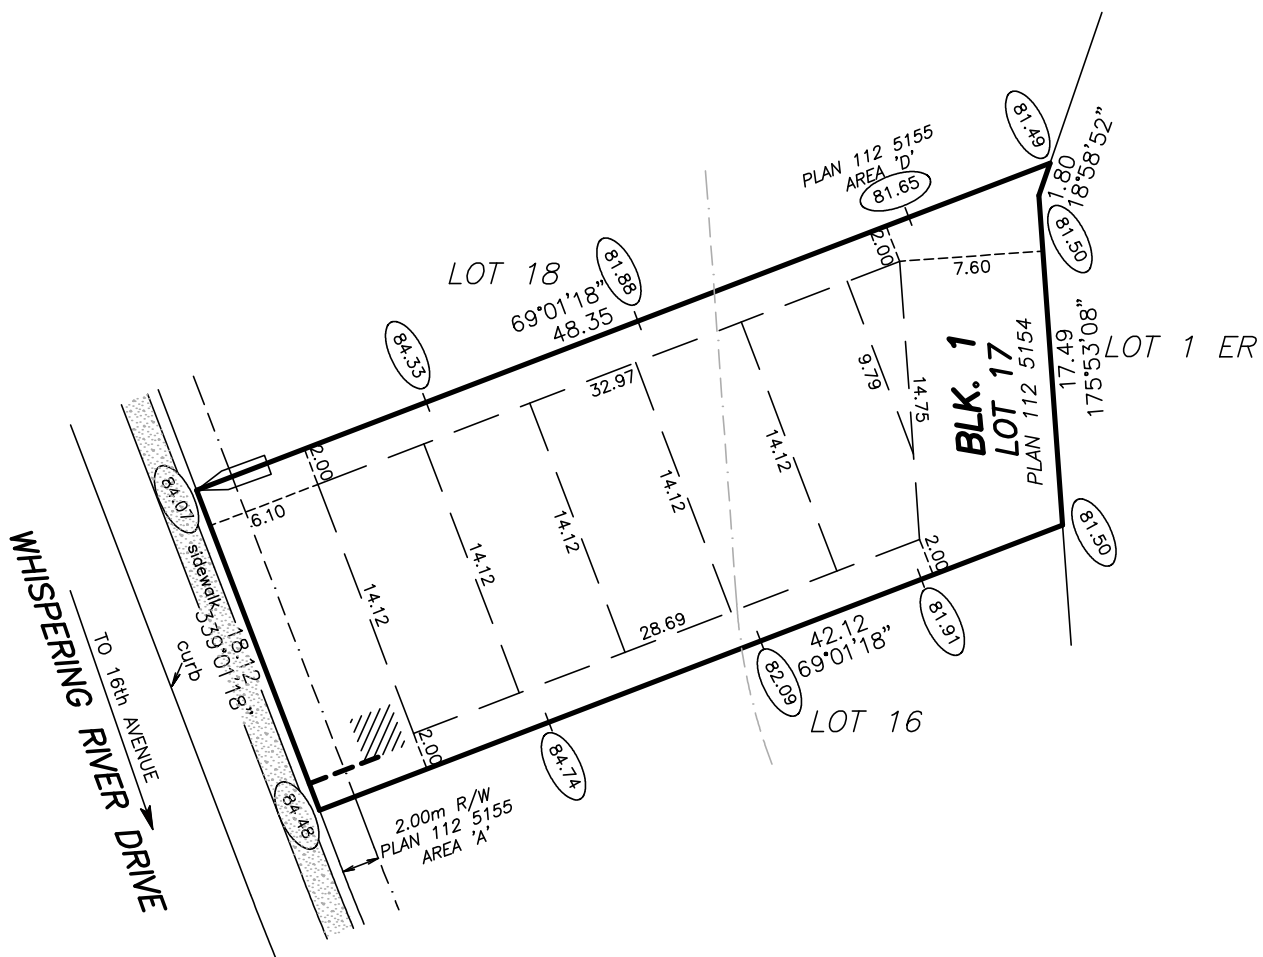 81.49
1.80
18°58'52"
PLAN 112 5155
AREA 'D'
81.65
81.50
2.00
7.60
LOT 18
81.88
69°01'18"
48.35
84.33
32.97
9.79
14.75
BLK. 1
LOT 17
PLAN 112 5154
17.49
175°53'08"
LOT 1 ER
2.00
84.07
6.10
14.12
14.12
14.12
14.12
14.12
81.50
2.00
sidewalk
18.12
339°01'18"
curb
WHISPERING RIVER DRIVE
TO 16th AVENUE
28.69
42.12
69°01'18"
81.91
82.09
LOT 16
2.00
84.74
84.48
2.00m R/W
PLAN 112 5155
AREA 'A'